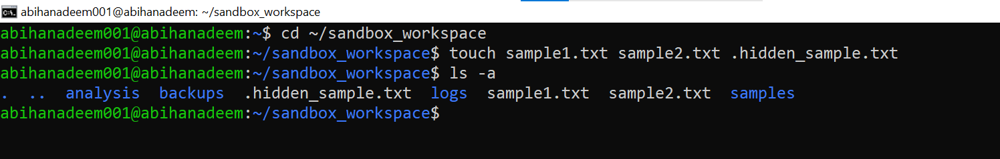 abihanadeem001@abihanadeem: ~/sandbox_workspace
abihanadeem001@abihanadeem:~$ cd ~/sandbox_workspace
abihanadeem001@abihanadeem:~/sandbox_workspace$ touch sample1.txt sample2.txt .hidden_sample.txt
abihanadeem001@abihanadeem:~/sandbox_workspace$ ls -a
.  ..  analysis  backups  .hidden_sample.txt  logs  sample1.txt  sample2.txt  samples
abihanadeem001@abihanadeem:~/sandbox_workspace$